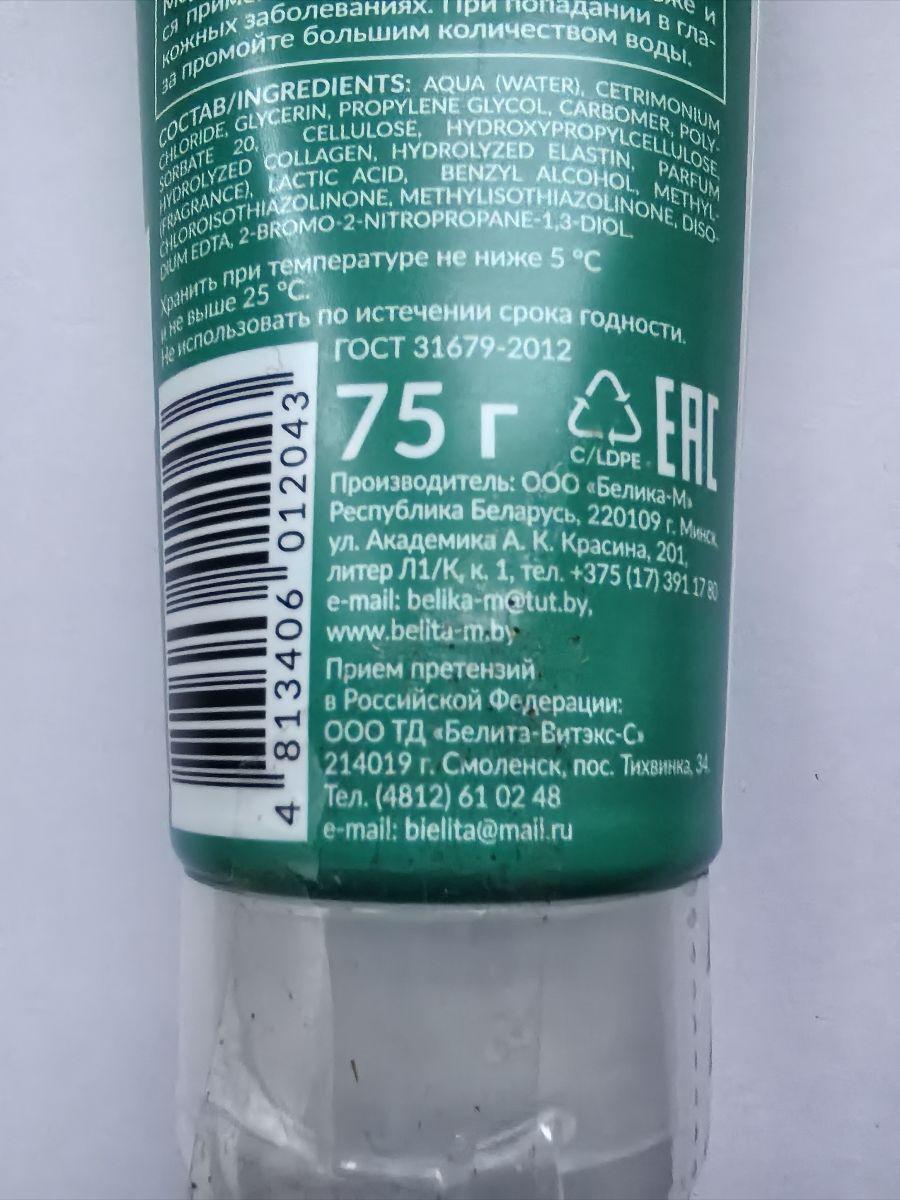 ся
кожных заболеваниях. При попадании в гла-
за промойте большим количеством воды.
СОСТАВ/INGREDIENTS: AQUA (WATER), CETRIMONIUM
CHLORIDE, GLYCERIN, PROPYLENE GLYCOL, CARBOMER, POLY-
SORBATE 20, CELLULOSE, HYDROXYPROPYLCELLULOSE,
HYDROLYZED COLLAGEN, HYDROLYZED ELASTIN, PARFUM
(FRAGRANCE), LACTIC ACID, BENZYL ALCOHOL, METHYL-
CHLOROISOTHIAZOLINONE, METHYLISOTHIAZOLINONE, DISO-
DIUM EDTA, 2-BROMO-2-NITROPROPANE-1,3-DIOL.
Хранить при температуре не ниже 5 °С
и не выше 25 °С.
Не использовать по истечении срока годности.
ГОСТ 31679-2012
75 г
C/LDPE
EAC
Производитель: ООО «Белика-М»
Республика Беларусь, 220109 г. Минск,
ул. Академика А. К. Красина, 201,
литер Л1/К, к. 1, тел. +375 (17) 391 17 80
e-mail: belika-m@tut.by,
www.belita-m.by
Прием претензий
в Российской Федерации:
ООО ТД «Белита-Витэкс-С»
214019 г. Смоленск, пос. Тихвинка, 34.
Тел. (4812) 61 02 48
e-mail: bielita@mail.ru
4 813406 012043